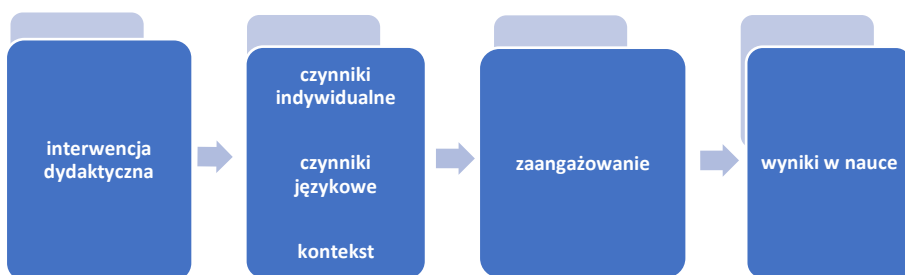 interwencja
dydaktyczna
czynniki
indywidualne
czynniki
językowe
kontekst
zaangażowanie
wyniki w nauce